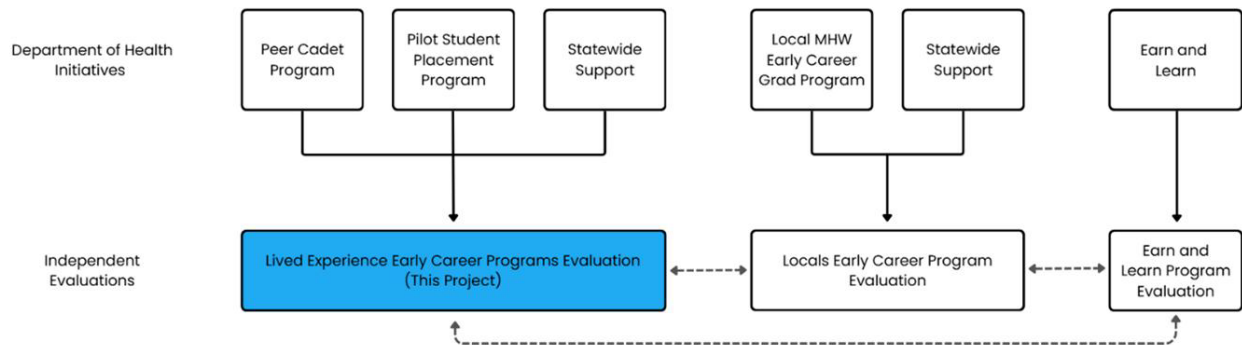 Department of Health
Initiatives
Peer Cadet
Program
Pilot Student
Placement
Program
Statewide
Support
Local MHW
Early Career
Grad Program
Statewide
Support
Earn and
Learn
Independent
Evaluations
Lived Experience Early Career Programs Evaluation
(This Project)
Locals Early Career Program
Evaluation
Earn and
Learn Program
Evaluation